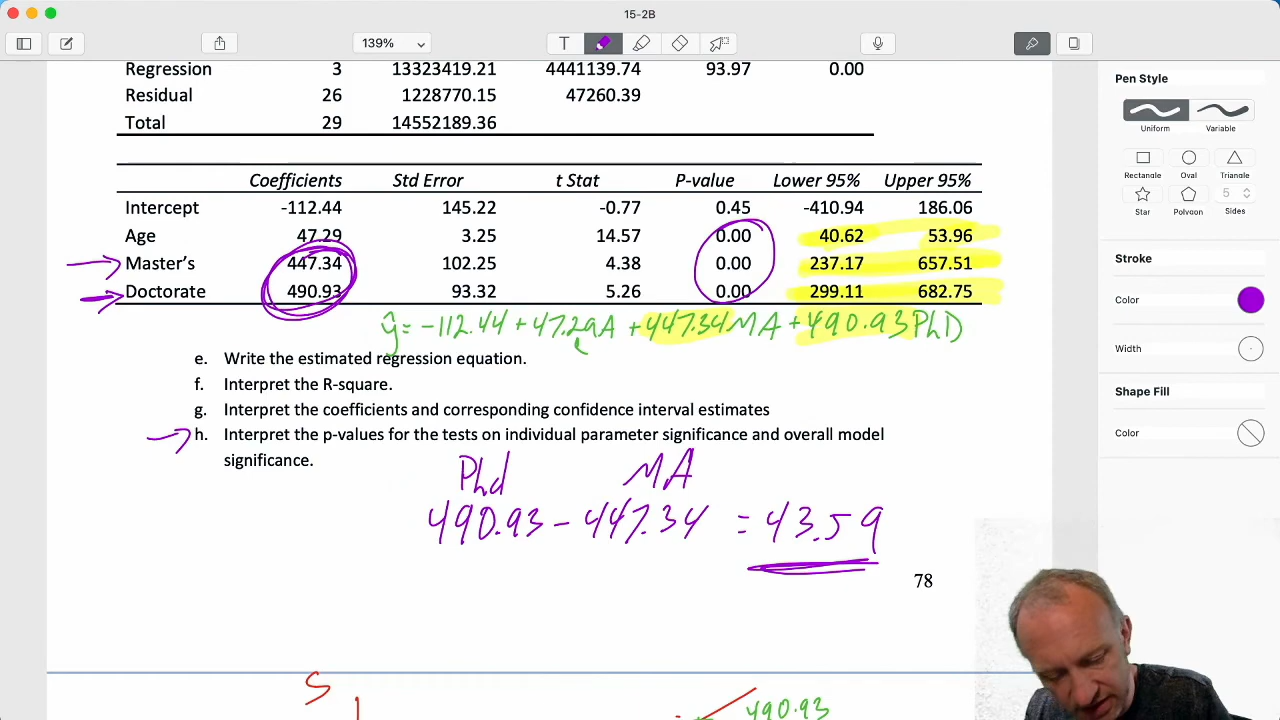 15-2B
139%
T
Pen Style
Uniform Variable
Rectangle Oval Triangle
Star Polygon 5 Sides
Stroke
Color
Width
Shape Fill
Color
Regression 3 13323419.21 4441139.74 93.97 0.00
Residual 26 1228770.15 47260.39
Total 29 14552189.36
Coefficients Std Error t Stat P-value Lower 95% Upper 95%
Intercept -112.44 145.22 -0.77 0.45 -410.94 186.06
Age 47.29 3.25 14.57 0.00 40.62 53.96
Master's 447.34 102.25 4.38 0.00 237.17 657.51
Doctorate 490.93 93.32 5.26 0.00 299.11 682.75
ŷ = -112.44 + 47.29A + 447.34MA + 490.93PhD
e. Write the estimated regression equation.
f. Interpret the R-square.
g. Interpret the coefficients and corresponding confidence interval estimates
h. Interpret the p-values for the tests on individual parameter significance and overall model
significance.
Phd MA
490.93 - 447.34 = 43.59
78
S
490.93